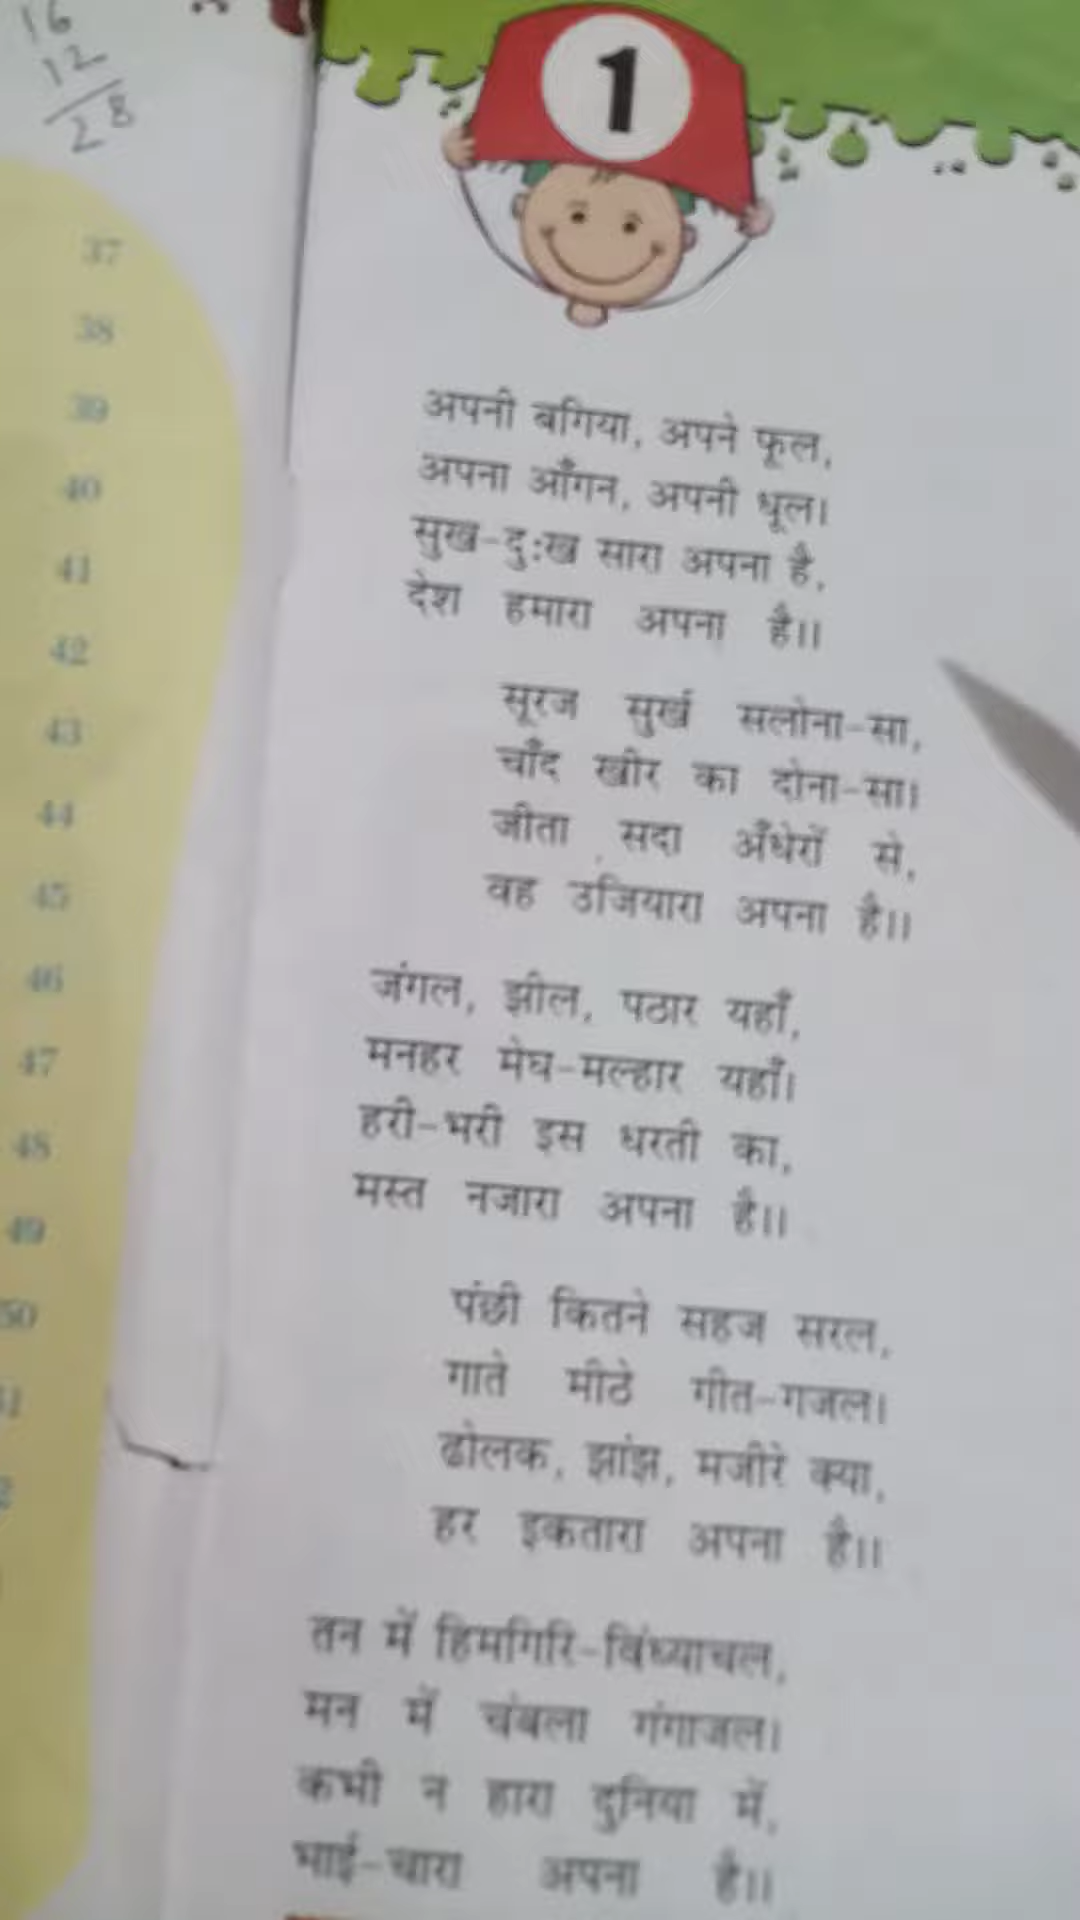 16
12
28
37
38
39
40
41
42
43
44
45
46
47
48
49
50
1
अपनी बगिया, अपने फूल,
अपना आँगन, अपनी धूल।
सुख-दुःख सारा अपना है,
देश हमारा अपना है।।
सूरज सुर्ख सलोना-सा,
चाँद खीर का दोना-सा।
जीता सदा अँधेरों से,
वह उजियारा अपना है।।
जंगल, झील, पठार यहाँ,
मनहर मेघ-मल्हार यहाँ।
हरी-भरी इस धरती का,
मस्त नजारा अपना है।।
पंछी कितने सहज सरल,
गाते मीठे गीत-गजल।
ढोलक, झांझ, मजीरे क्या,
हर इकतारा अपना है।।
तन में हिमगिरि-विंध्याचल,
मन में चंबला गंगाजल।
कभी न हारा दुनिया में,
भाई-चारा अपना है।।